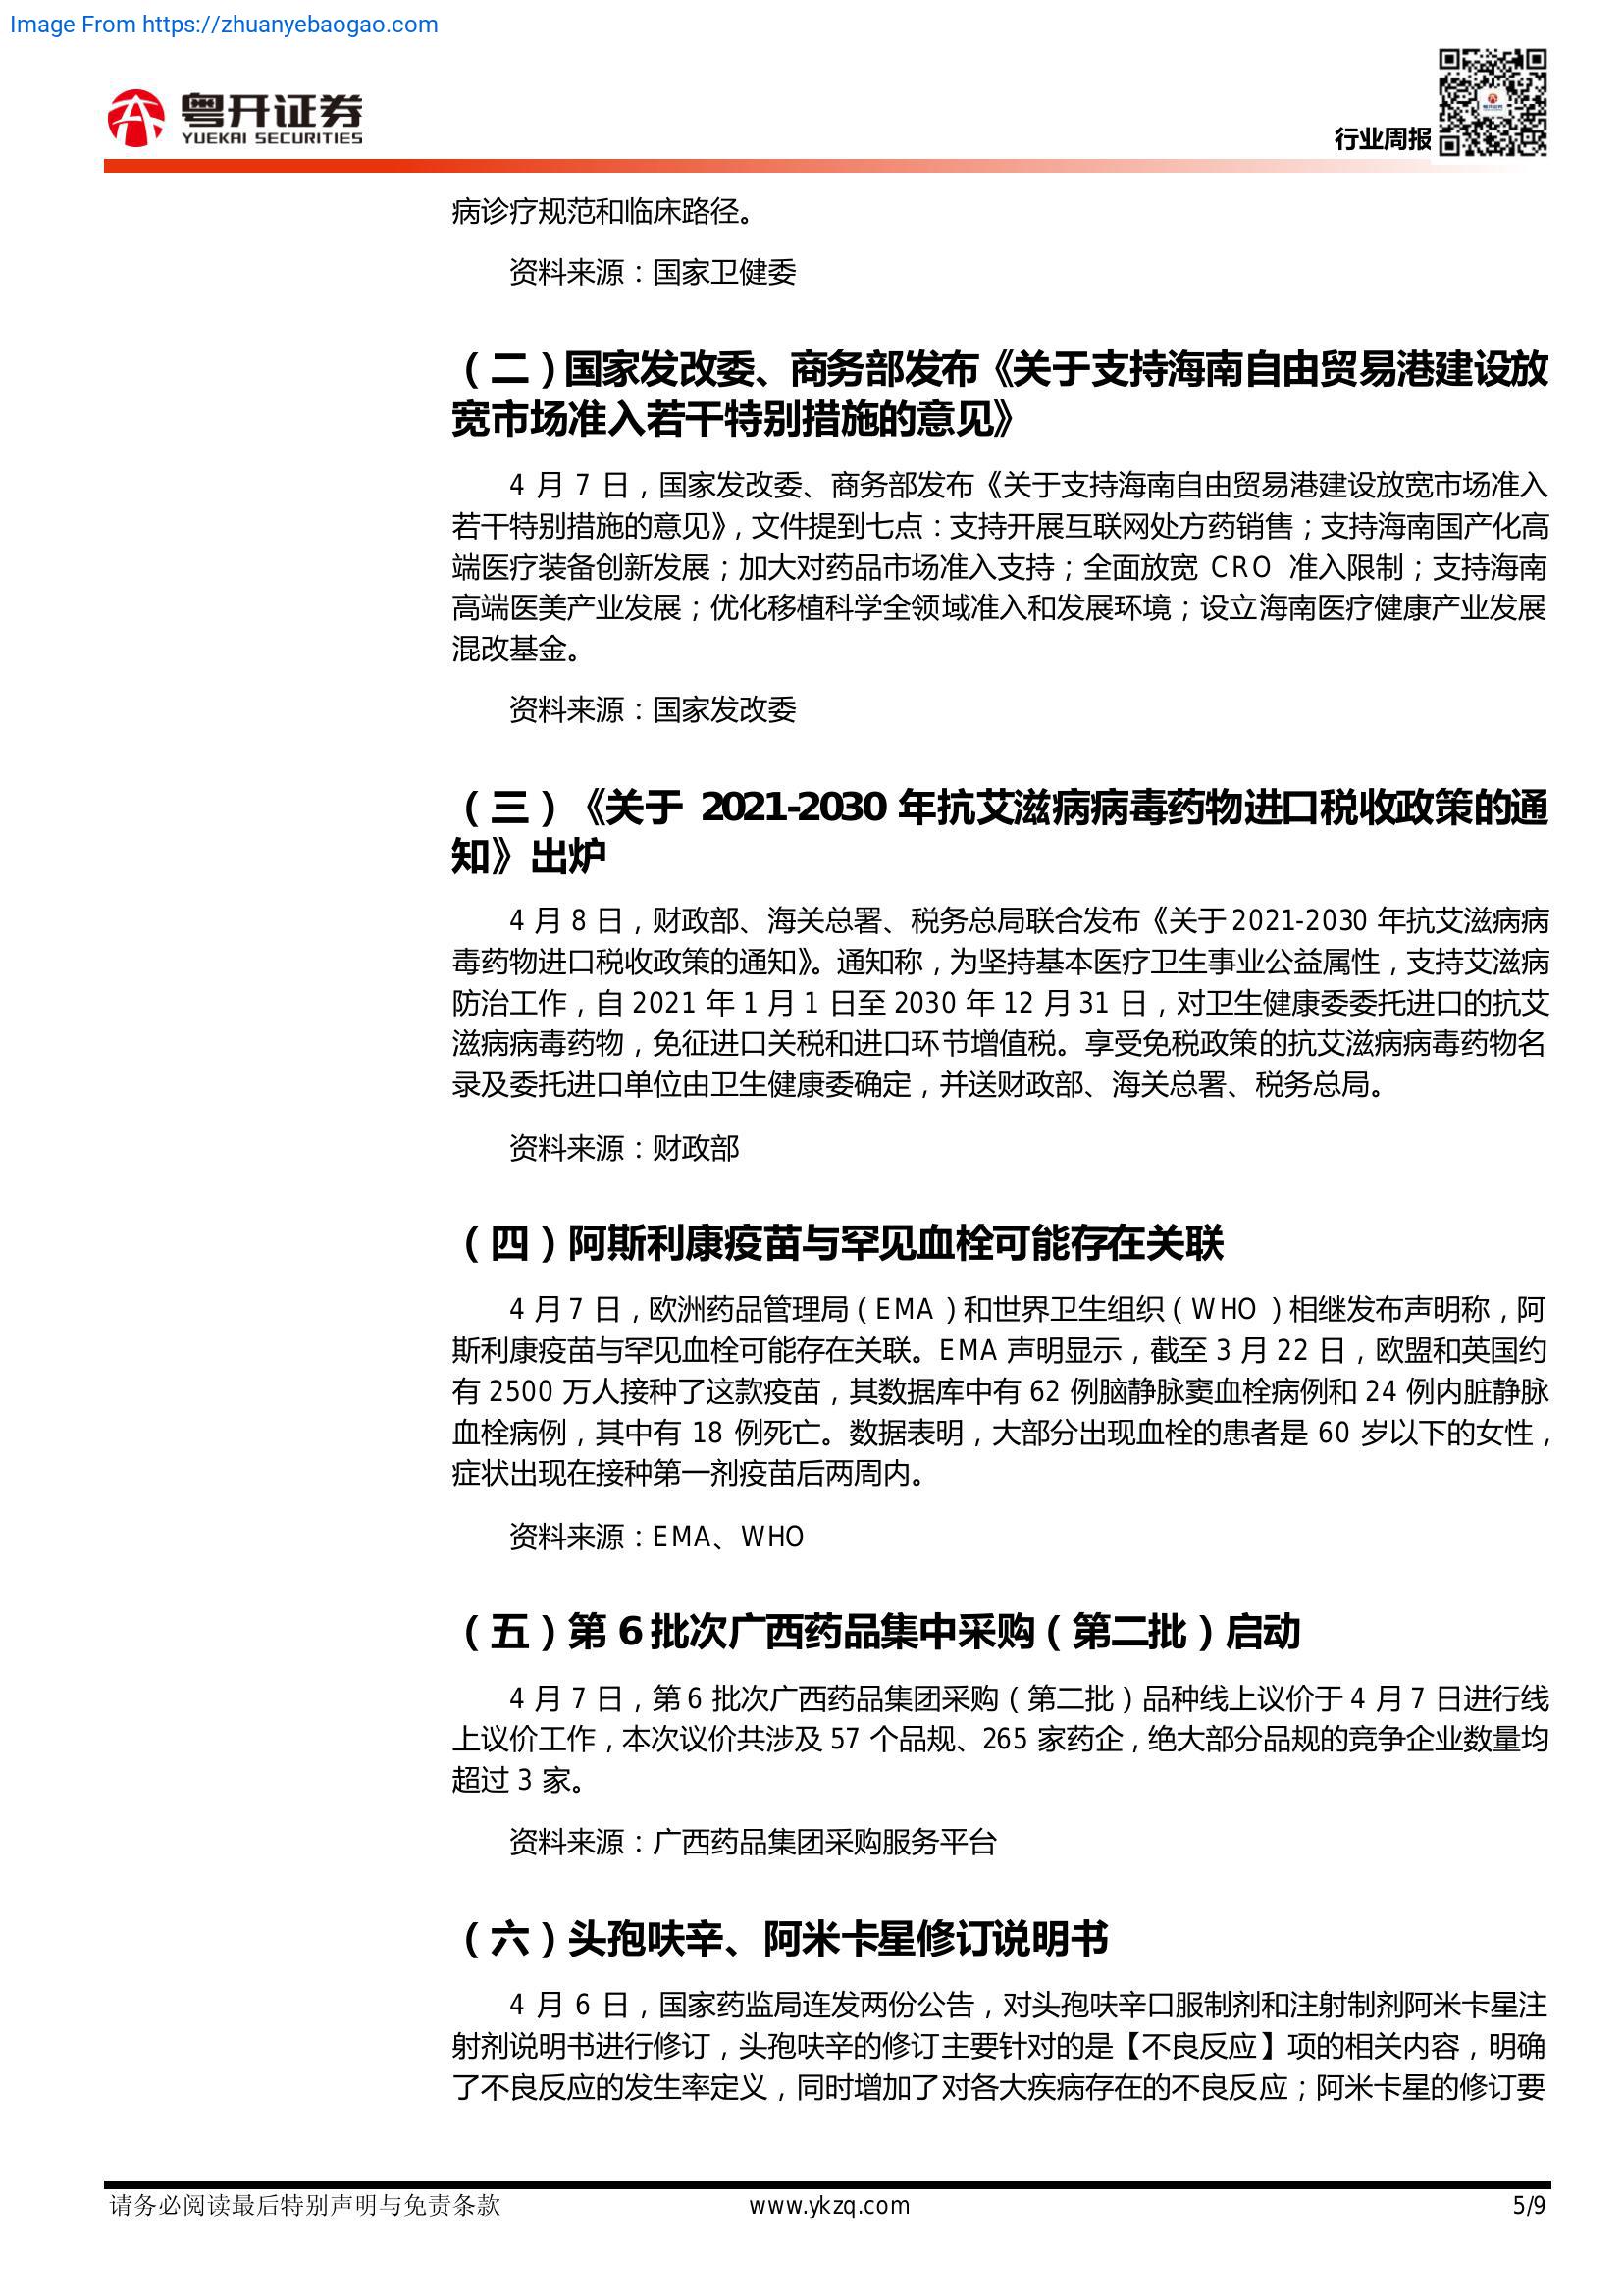 Image From https://zhuanyebaogao.com
粤开证券
YUEKAI SECURITIES
行业周报
病诊疗规范和临床路径。
资料来源：国家卫健委
（二）国家发改委、商务部发布《关于支持海南自由贸易港建设放
宽市场准入若干特别措施的意见》
4 月 7 日，国家发改委、商务部发布《关于支持海南自由贸易港建设放宽市场准入
若干特别措施的意见》，文件提到七点：支持开展互联网处方药销售；支持海南国产化高
端医疗装备创新发展；加大对药品市场准入支持；全面放宽 CRO 准入限制；支持海南
高端医美产业发展；优化移植科学全领域准入和发展环境；设立海南医疗健康产业发展
混改基金。
资料来源：国家发改委
（三）《关于 2021-2030 年抗艾滋病病毒药物进口税收政策的通
知》出炉
4 月 8 日，财政部、海关总署、税务总局联合发布《关于 2021-2030 年抗艾滋病病
毒药物进口税收政策的通知》。通知称，为坚持基本医疗卫生事业公益属性，支持艾滋病
防治工作，自 2021 年 1 月 1 日至 2030 年 12 月 31 日，对卫生健康委委托进口的抗艾
滋病病毒药物，免征进口关税和进口环节增值税。享受免税政策的抗艾滋病病毒药物名
录及委托进口单位由卫生健康委确定，并送财政部、海关总署、税务总局。
资料来源：财政部
（四）阿斯利康疫苗与罕见血栓可能存在关联
4 月 7 日，欧洲药品管理局（EMA）和世界卫生组织（WHO）相继发布声明称，阿
斯利康疫苗与罕见血栓可能存在关联。EMA 声明显示，截至 3 月 22 日，欧盟和英国约
有 2500 万人接种了这款疫苗，其数据库中有 62 例脑静脉窦血栓病例和 24 例内脏静脉
血栓病例，其中有 18 例死亡。数据表明，大部分出现血栓的患者是 60 岁以下的女性，
症状出现在接种第一剂疫苗后两周内。
资料来源：EMA、WHO
（五）第 6 批次广西药品集中采购（第二批）启动
4 月 7 日，第 6 批次广西药品集团采购（第二批）品种线上议价于 4 月 7 日进行线
上议价工作，本次议价共涉及 57 个品规、265 家药企，绝大部分品规的竞争企业数量均
超过 3 家。
资料来源：广西药品集团采购服务平台
（六）头孢呋辛、阿米卡星修订说明书
4 月 6 日，国家药监局连发两份公告，对头孢呋辛口服制剂和注射制剂阿米卡星注
射剂说明书进行修订，头孢呋辛的修订主要针对的是【不良反应】项的相关内容，明确
了不良反应的发生率定义，同时增加了对各大疾病存在的不良反应；阿米卡星的修订要
请务必阅读最后特别声明与免责条款
www.ykzq.com
5/9